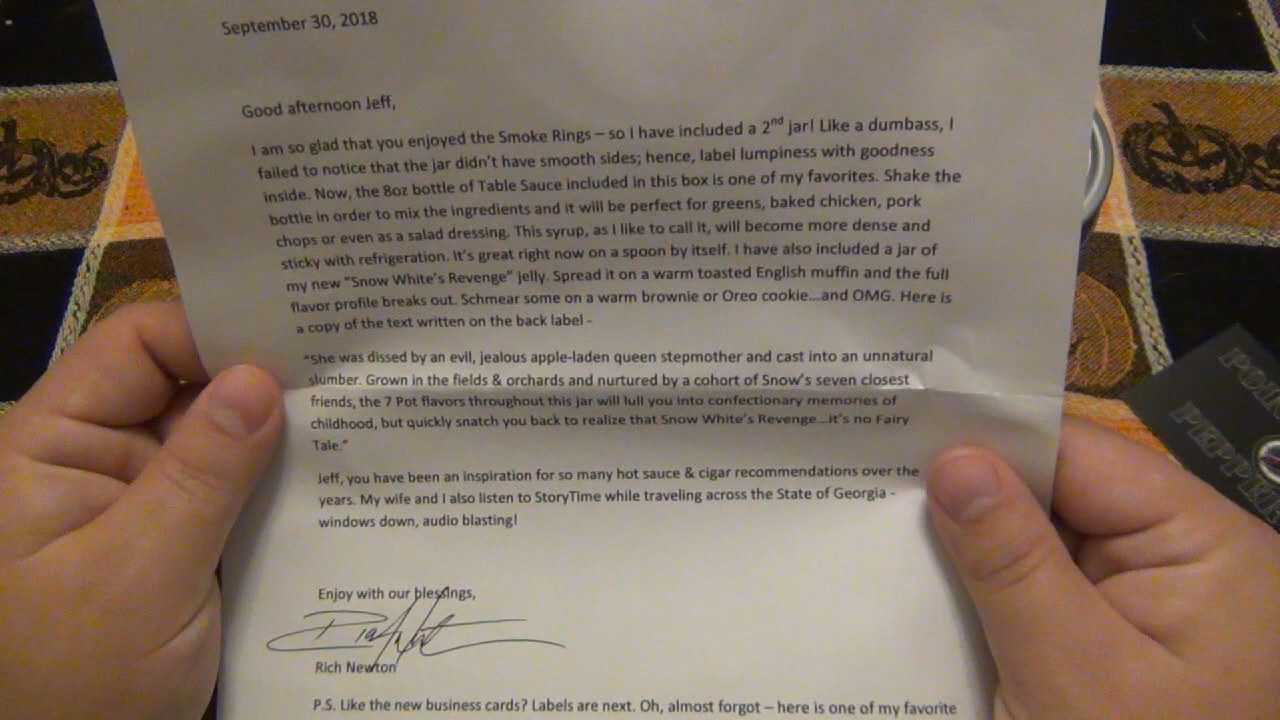 September 30, 2018
Good afternoon Jeff,
I am so glad that you enjoyed the Smoke Rings – so I have included a 2nd jar! Like a dumbass, I
failed to notice that the jar didn't have smooth sides; hence, label lumpiness with goodness
inside. Now, the 8oz bottle of Table Sauce included in this box is one of my favorites. Shake the
bottle in order to mix the ingredients and it will be perfect for greens, baked chicken, pork
chops or even as a salad dressing. This syrup, as I like to call it, will become more dense and
sticky with refrigeration. It's great right now on a spoon by itself. I have also included a jar of
my new "Snow White's Revenge" jelly. Spread it on a warm toasted English muffin and the full
flavor profile breaks out. Schmear some on a warm brownie or Oreo cookie...and OMG. Here is
a copy of the text written on the back label -
"She was dissed by an evil, jealous apple-laden queen stepmother and cast into an unnatural
slumber. Grown in the fields & orchards and nurtured by a cohort of Snow's seven closest
friends, the 7 Pot flavors throughout this jar will lull you into confectionary memories of
childhood, but quickly snatch you back to realize that Snow White's Revenge...it's no Fairy
Tale."
Jeff, you have been an inspiration for so many hot sauce & cigar recommendations over the
years. My wife and I also listen to StoryTime while traveling across the State of Georgia -
windows down, audio blasting!
Enjoy with our blessings,
Rich Newton
P.S. Like the new business cards? Labels are next. Oh, almost forgot – here is one of my favorite